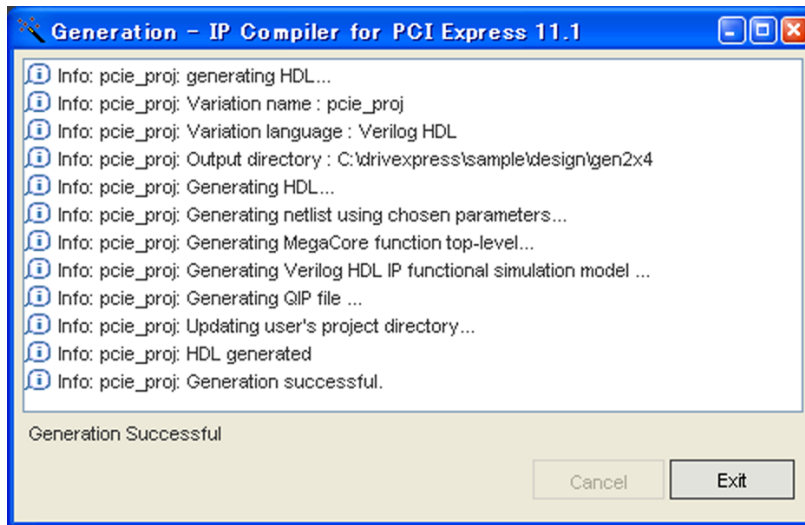 Generation - IP Compiler for PCI Express 11.1
Info: pcie_proj: generating HDL...
Info: pcie_proj: Variation name : pcie_proj
Info: pcie_proj: Variation language : Verilog HDL
Info: pcie_proj: Output directory : C:\drivexpress\sample\design\gen2x4
Info: pcie_proj: Generating HDL...
Info: pcie_proj: Generating netlist using chosen parameters...
Info: pcie_proj: Generating MegaCore function top-level...
Info: pcie_proj: Generating Verilog HDL IP functional simulation model ...
Info: pcie_proj: Generating QIP file ...
Info: pcie_proj: Updating user's project directory...
Info: pcie_proj: HDL generated
Info: pcie_proj: Generation successful.
Generation Successful
Cancel Exit